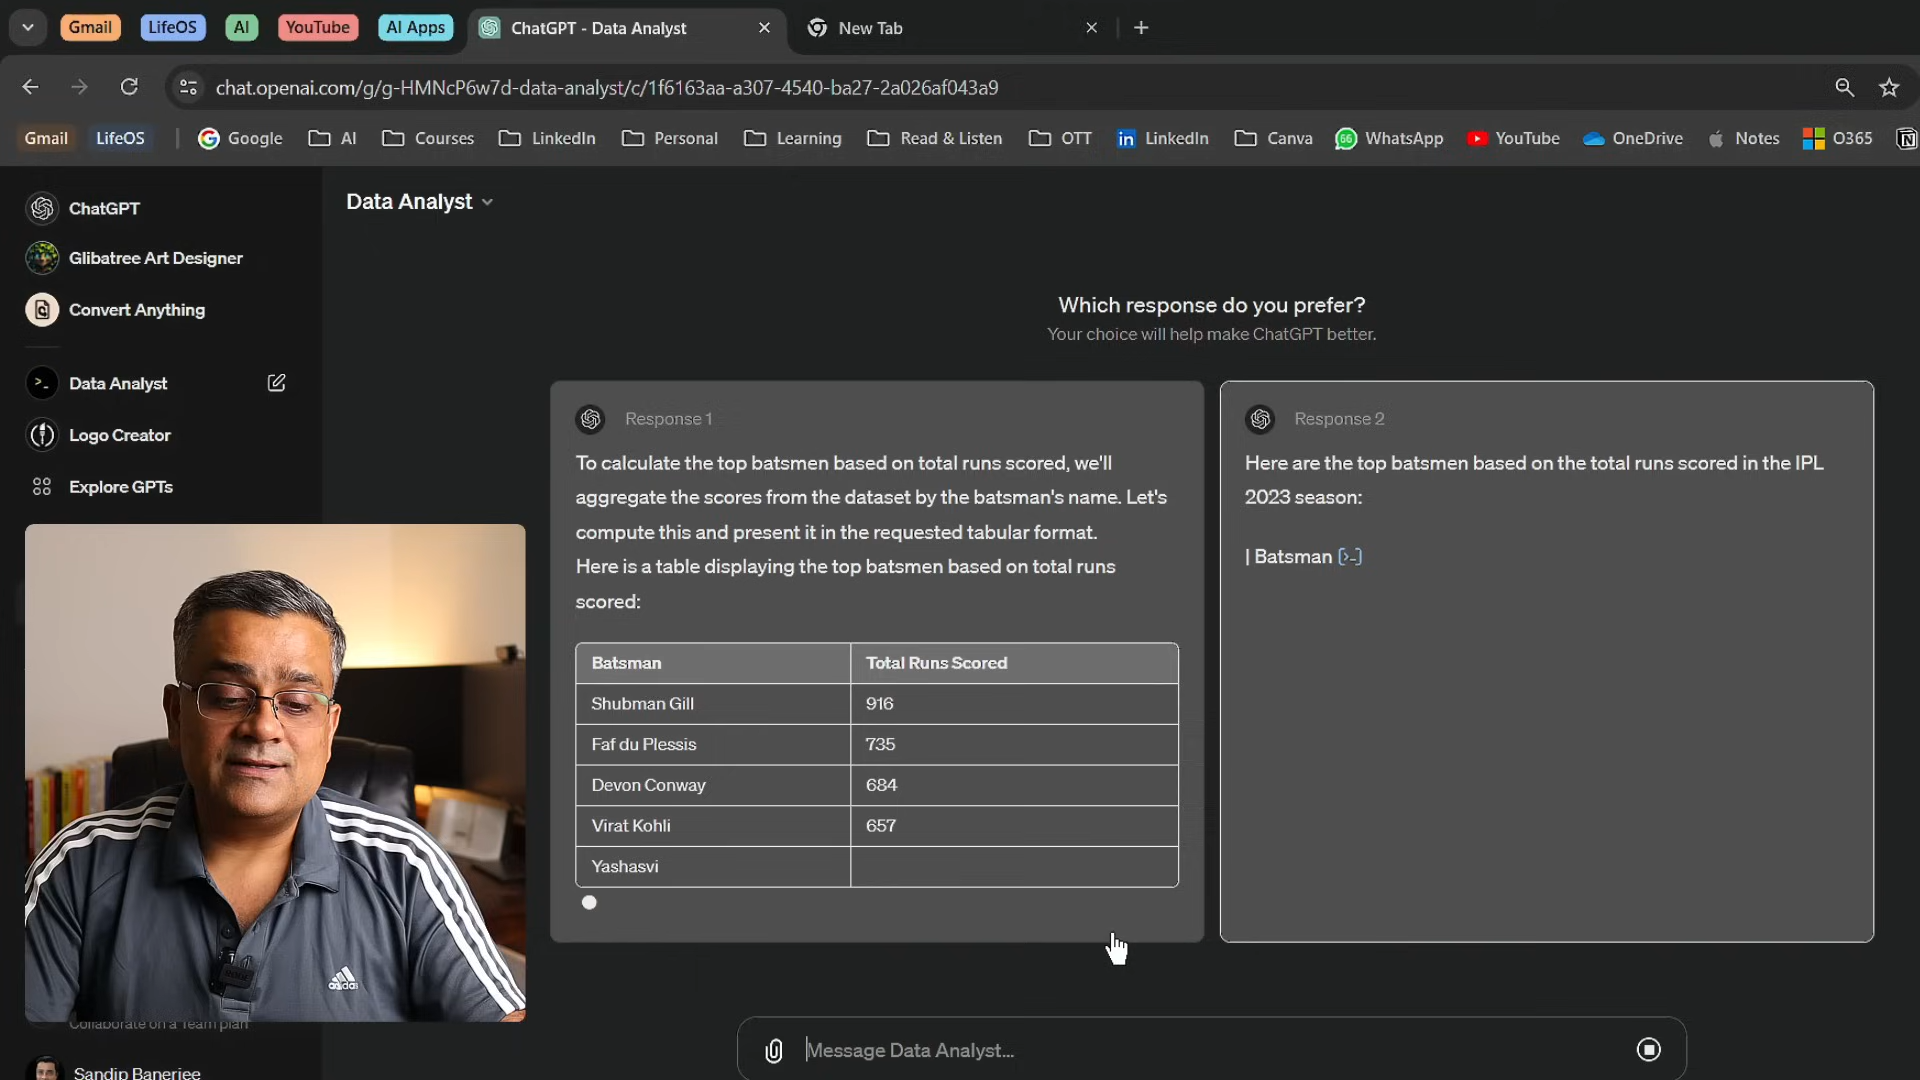 Gmail
LifeOS
AI
YouTube
AI Apps
ChatGPT - Data Analyst
New Tab
chat.openai.com/g/g-HMNcP6w7d-data-analyst/c/1f6163aa-a307-4540-ba27-2a026af043a9
Gmail
LifeOS
Google
AI
Courses
LinkedIn
Personal
Learning
Read & Listen
OTT
LinkedIn
Canva
WhatsApp
YouTube
OneDrive
Notes
O365
ChatGPT
Glibatree Art Designer
Convert Anything
Data Analyst
Logo Creator
Explore GPTs
adidas
Collaborate on a Team plan
Sandip Banerjee
Data Analyst
Which response do you prefer?
Your choice will help make ChatGPT better.
Response 1
To calculate the top batsmen based on total runs scored, we'll
aggregate the scores from the dataset by the batsman's name. Let's
compute this and present it in the requested tabular format.
Here is a table displaying the top batsmen based on total runs
scored:
Batsman Total Runs Scored
Shubman Gill 916
Faf du Plessis 735
Devon Conway 684
Virat Kohli 657
Yashasvi
Response 2
Here are the top batsmen based on the total runs scored in the IPL
2023 season:
| Batsman [>-]
Message Data Analyst...